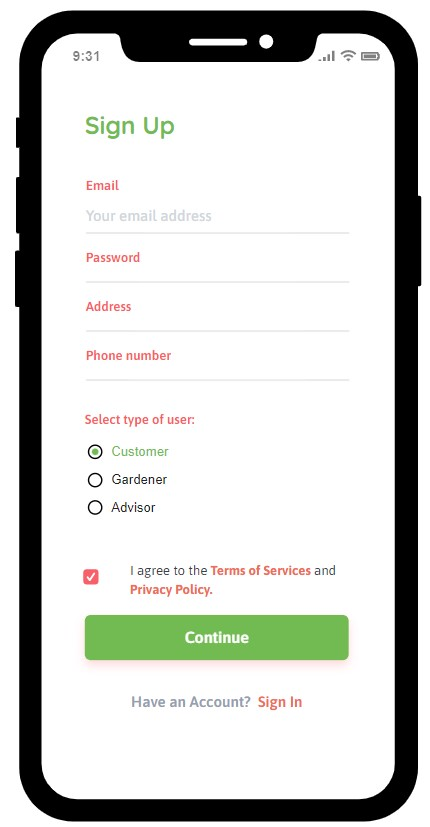 9:31
Sign Up
Email
Your email address
Password
Address
Phone number
Select type of user:
Customer
Gardener
Advisor
I agree to the Terms of Services and
Privacy Policy.
Continue
Have an Account? Sign In